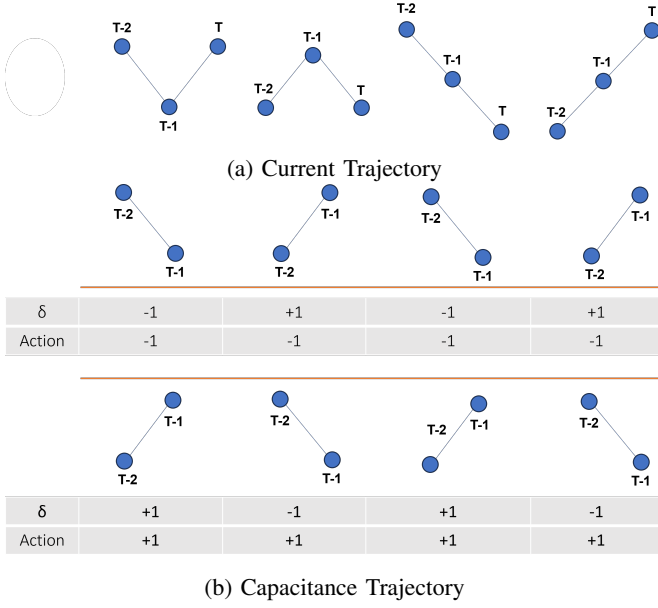 T-2 T T-1 T
T-1 T-1
T-2 T-1
T-2 T T T-2
T-1
(a) Current Trajectory
T-2 T-1 T-2 T-1
T-1 T-2 T-1 T-2
δ -1 +1 -1 +1
Action -1 -1 -1 -1
T-1 T-2 T-2 T-1 T-2
T-2 T-1 T-1
δ +1 -1 +1 -1
Action +1 +1 +1 +1
(b) Capacitance Trajectory